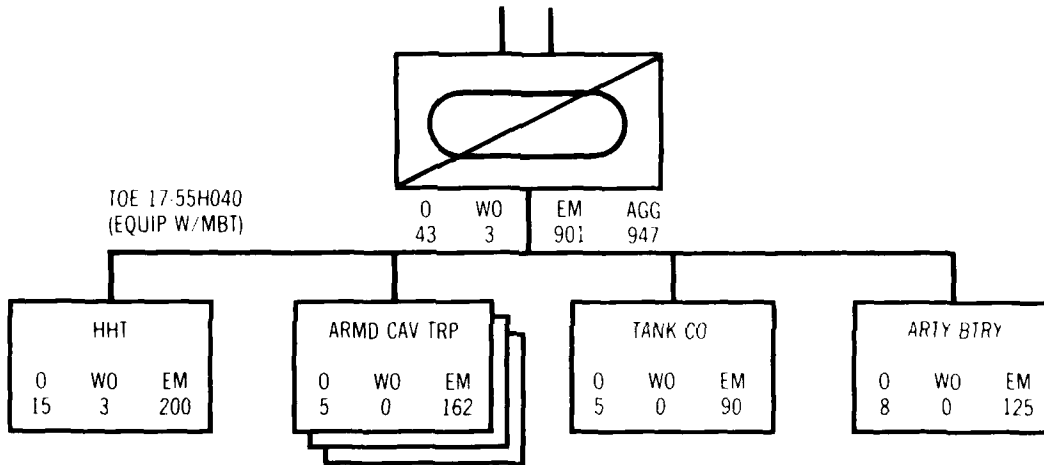 TOE 17-55H040
(EQUIP W/MBT)
O WO EM AGG
43 3 901 947
HHT
O WO EM
15 3 200
ARMD CAV TRP
O WO EM
5 0 162
TANK CO
O WO EM
5 0 90
ARTY BTRY
O WO EM
8 0 125